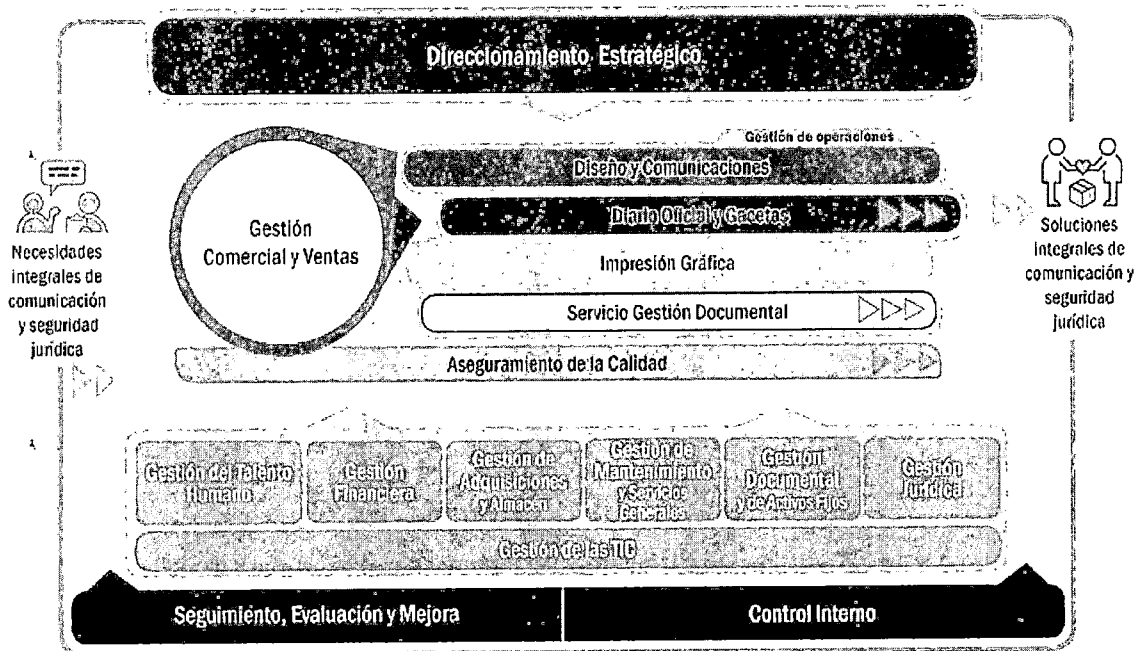 Direccionamiento Estratégico
Gestión de operaciones
Diseño y Comunicaciones
Diario Oficial y Gacetas
Impresión Gráfica
Servicio Gestión Documental
Aseguramiento de la Calidad
Gestión
Comercial y Ventas
Necesidades
integrales de
comunicación
y seguridad
jurídica
Soluciones
integrales de
comunicación y
seguridad
jurídica
Gestión del Talento
Humano
Gestión
Financiera
Gestión de
Adquisiciones
y Almacén
Gestión de
Mantenimiento
y Servicios
Generales
Gestión
Documental
y de Activos Fijos
Gestión
Jurídica
Gestión de las TIC
Seguimiento, Evaluación y Mejora
Control Interno